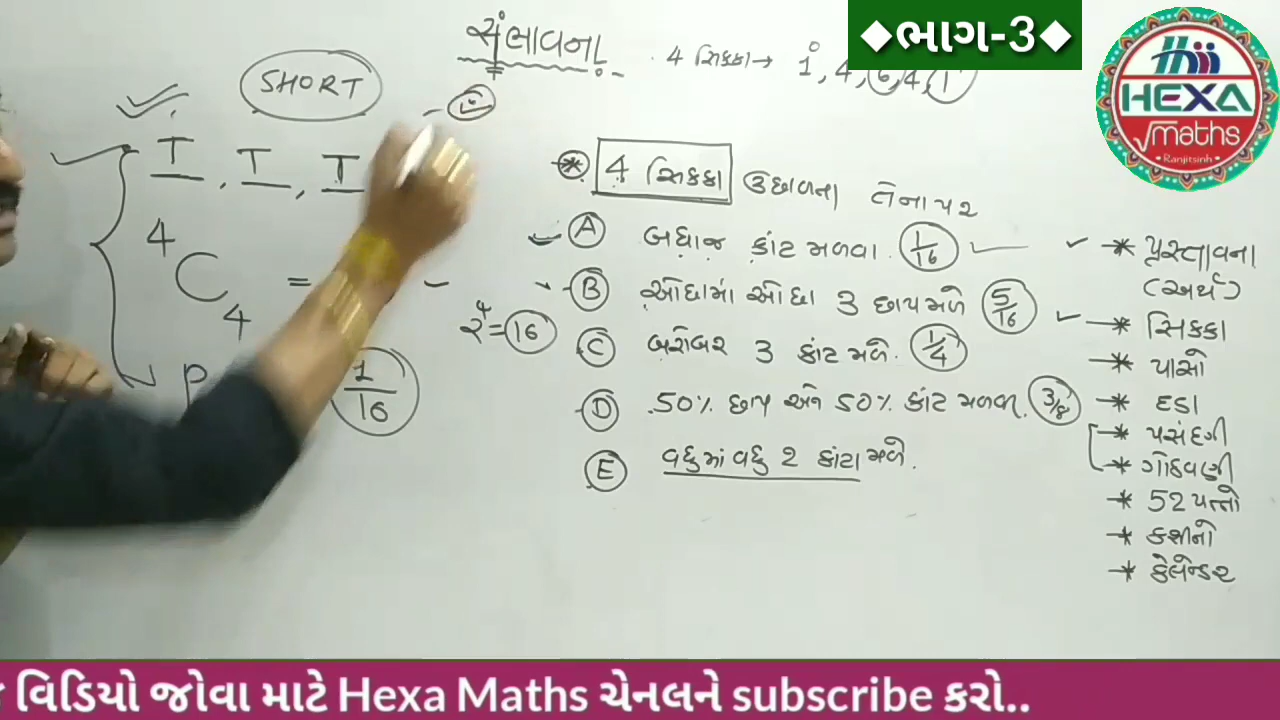 ◆ભાગ-3◆
સંભાવના
4 સિક્કા → 1, 4, 6, 4, 1
HEXA
√maths
Ranjitsinh
SHORT
T, T, T
4C4 =
P
1/16
2^4 = 16
* 4 સિક્કા ઉછાળતા તેના પર
A બધાજ કાંટ મળવા. 1/16
B ઓછામાં ઓછા 3 છાપ મળે 5/16
C બરોબર 3 કાંટ મળે. 1/4
D 50% છાપ અને 50% કાંટ મળવા. 3/8
E વધુમાં વધુ 2 કાંટા મળે.
* પ્રસ્તાવના
(અર્થ)
* સિક્કા
* પાસો
* દડા
* પસંદગી
* ગોઠવણી
* 52 પત્તો
* કેલેન્ડર
વિડિયો જોવા માટે Hexa Maths ચેનલને subscribe કરો..